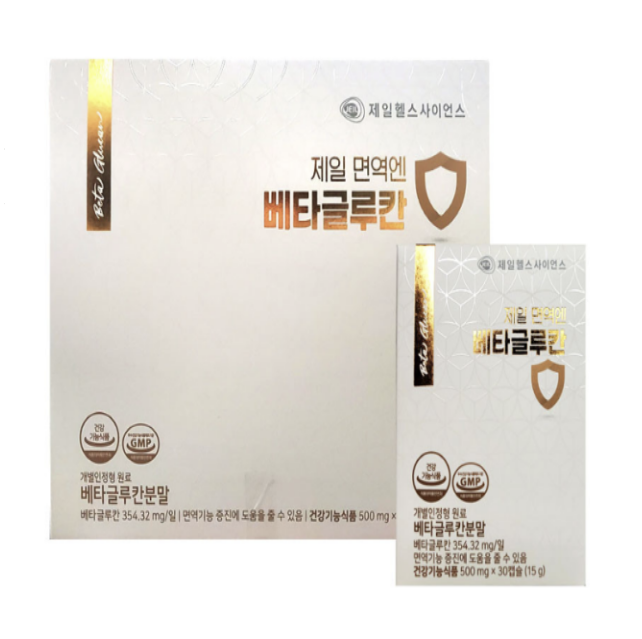 Beta Glucan
제일헬스사이언스
제일 면역엔
베타글루칸
건강
기능식품
GMP
개별인정형 원료
베타글루칸분말
베타글루칸 354.32 mg/일 | 면역기능 증진에 도움을 줄 수 있음 | 건강기능식품 500 mg ×
Beta Glucan
제일헬스사이언스
제일 면역엔
베타글루칸
건강
기능식품
GMP
개별인정형 원료
베타글루칸분말
베타글루칸 354.32 mg/일
면역기능 증진에 도움을 줄 수 있음
건강기능식품 500 mg × 30캡슐 (15 g)